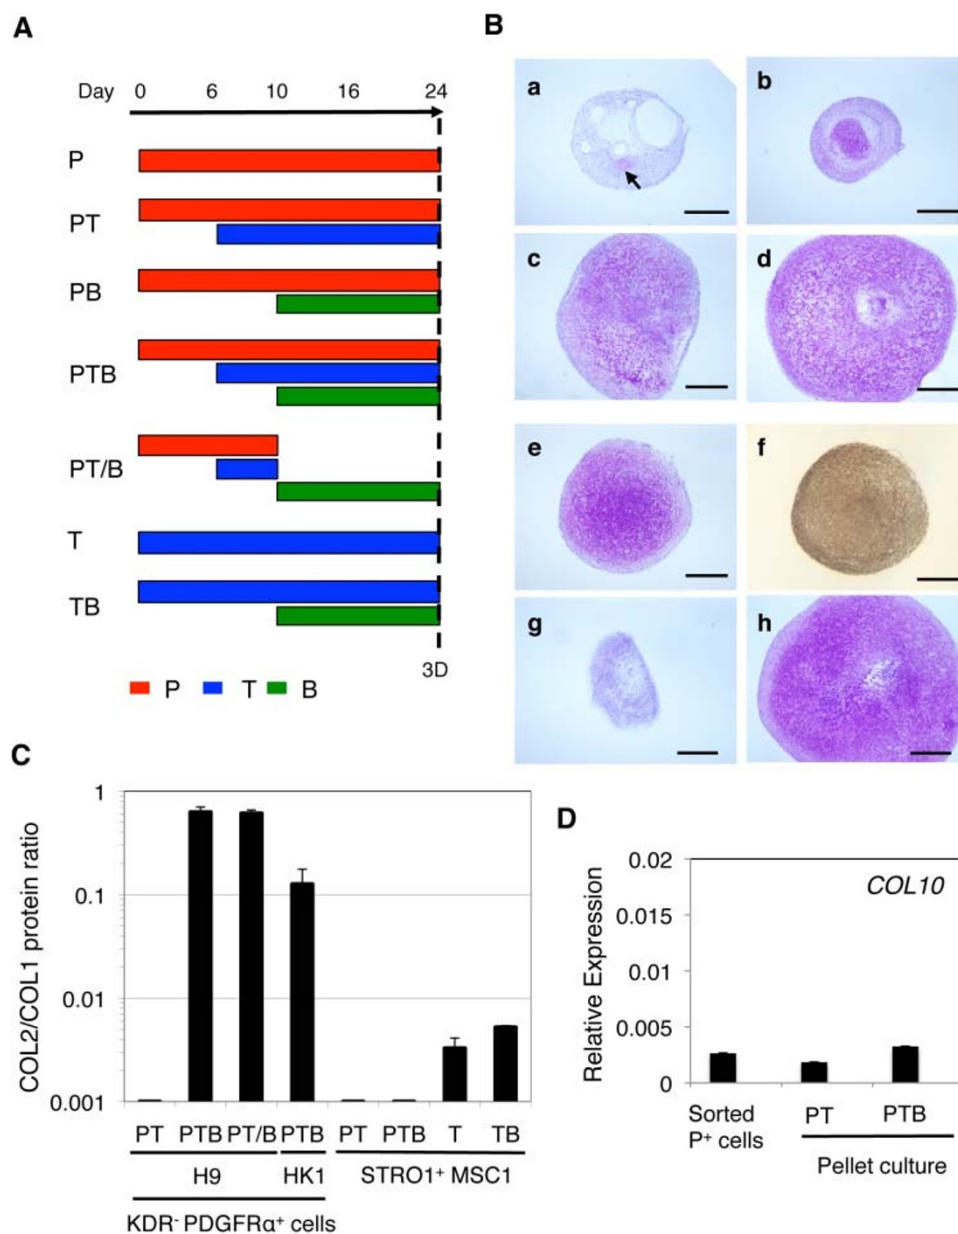 A
Day 0 6 10 16 24
P
PT
PB
PTB
PT/B
T
TB
3D
P T B
B
a
b
c
d
e
f
g
h
C
COL2/COL1 protein ratio
1
0.1
0.01
0.001
PT PTB PT/B PTB PT PTB T TB
H9 HK1 STRO1⁺ MSC1
KDR⁻ PDGFRα⁺ cells
D
COL10
Relative Expression
0.02
0.015
0.01
0.005
0
Sorted PT PTB
P⁺ cells
Pellet culture